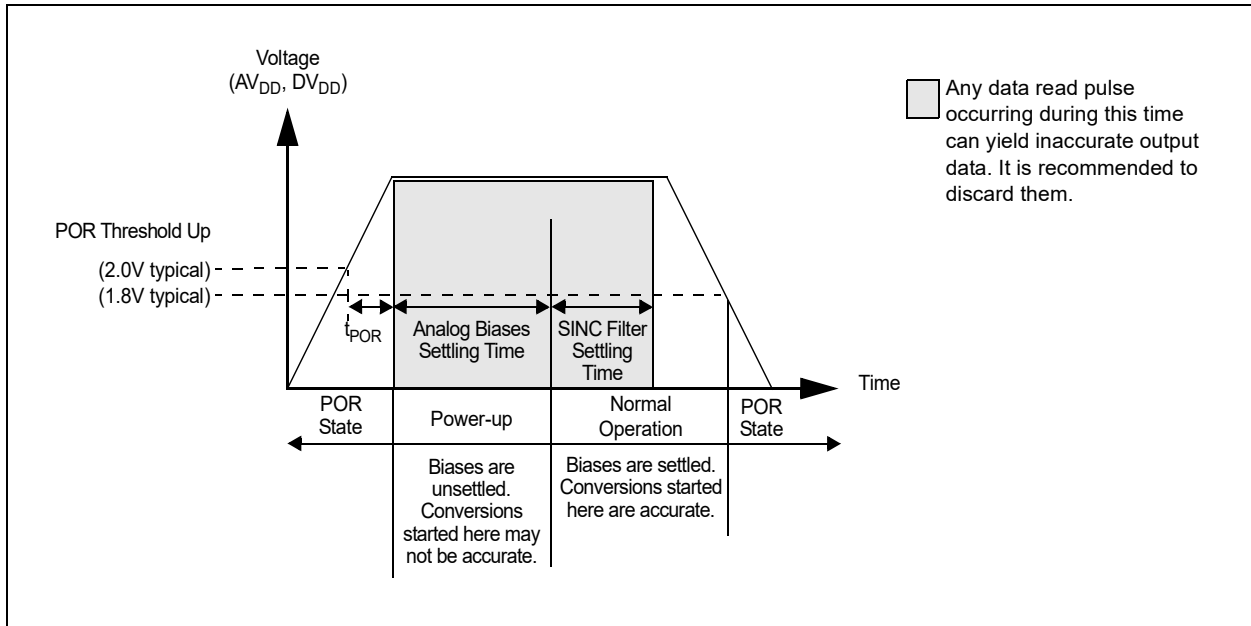 Voltage
(AVDD, DVDD)
Any data read pulse
occurring during this time
can yield inaccurate output
data. It is recommended to
discard them.
POR Threshold Up
(2.0V typical)
(1.8V typical)
tPOR
Analog Biases
Settling Time
SINC Filter
Settling
Time
Time
POR
State
Power-up
Normal
Operation
POR
State
Biases are
unsettled.
Conversions
started here may
not be accurate.
Biases are settled.
Conversions started
here are accurate.